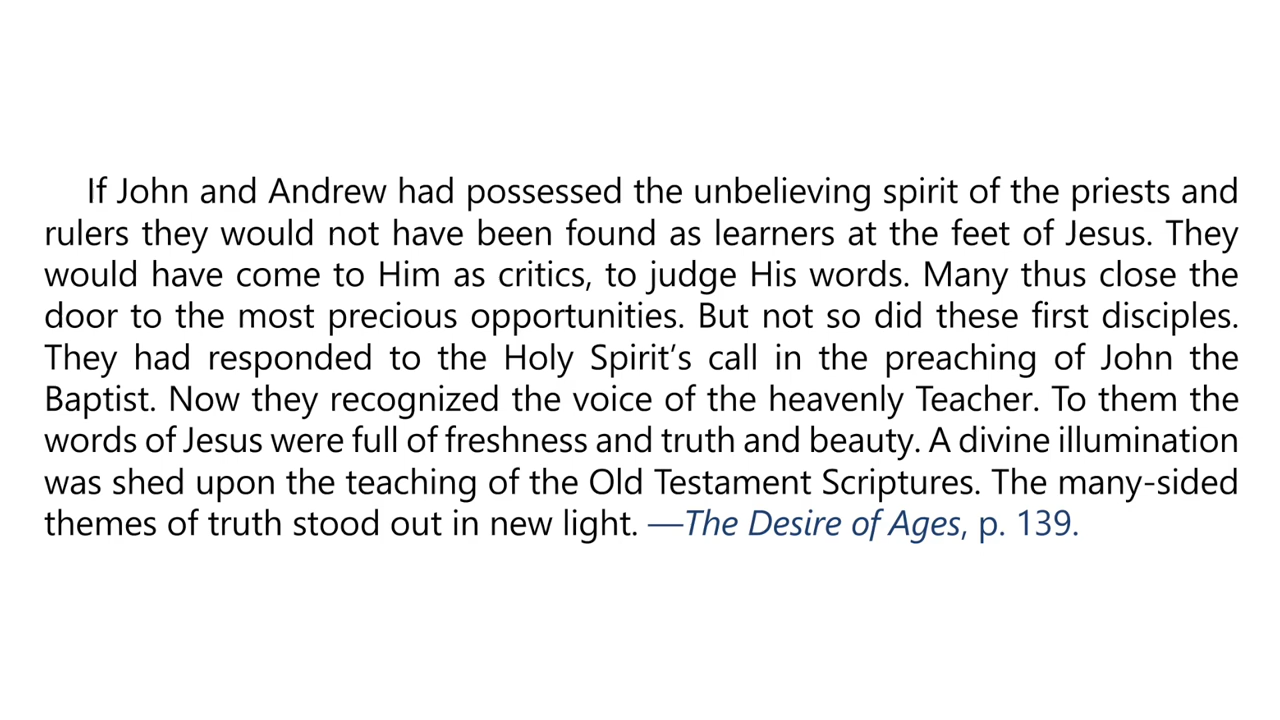 If John and Andrew had possessed the unbelieving spirit of the priests and
rulers they would not have been found as learners at the feet of Jesus. They
would have come to Him as critics, to judge His words. Many thus close the
door to the most precious opportunities. But not so did these first disciples.
They had responded to the Holy Spirit’s call in the preaching of John the
Baptist. Now they recognized the voice of the heavenly Teacher. To them the
words of Jesus were full of freshness and truth and beauty. A divine illumination
was shed upon the teaching of the Old Testament Scriptures. The many-sided
themes of truth stood out in new light. —The Desire of Ages, p. 139.